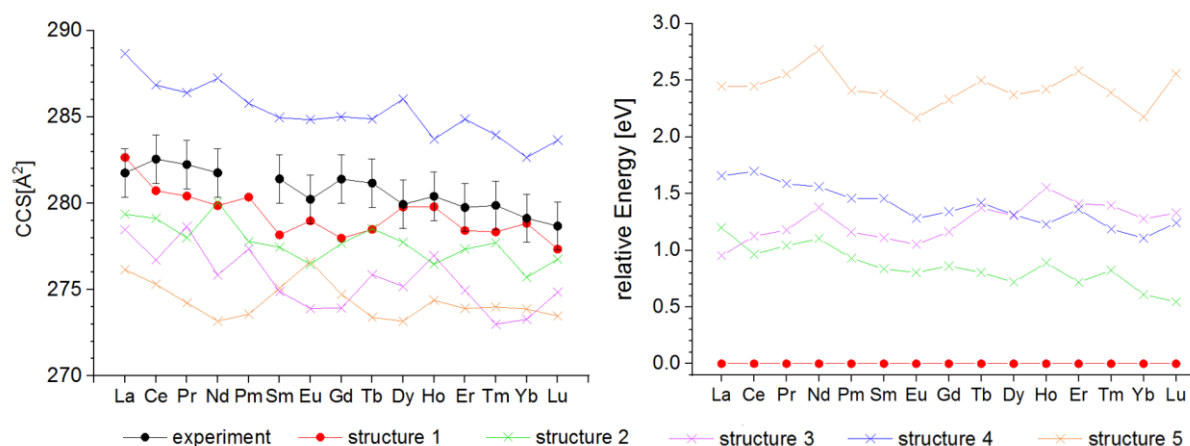 290
285
280
275
270
CCS[Å²]
La Ce Pr Nd Pm Sm Eu Gd Tb Dy Ho Er Tm Yb Lu
3.0
2.5
2.0
1.5
1.0
0.5
0.0
relative Energy [eV]
La Ce Pr Nd Pm Sm Eu Gd Tb Dy Ho Er Tm Yb Lu
experiment structure 1 structure 2 structure 3 structure 4 structure 5